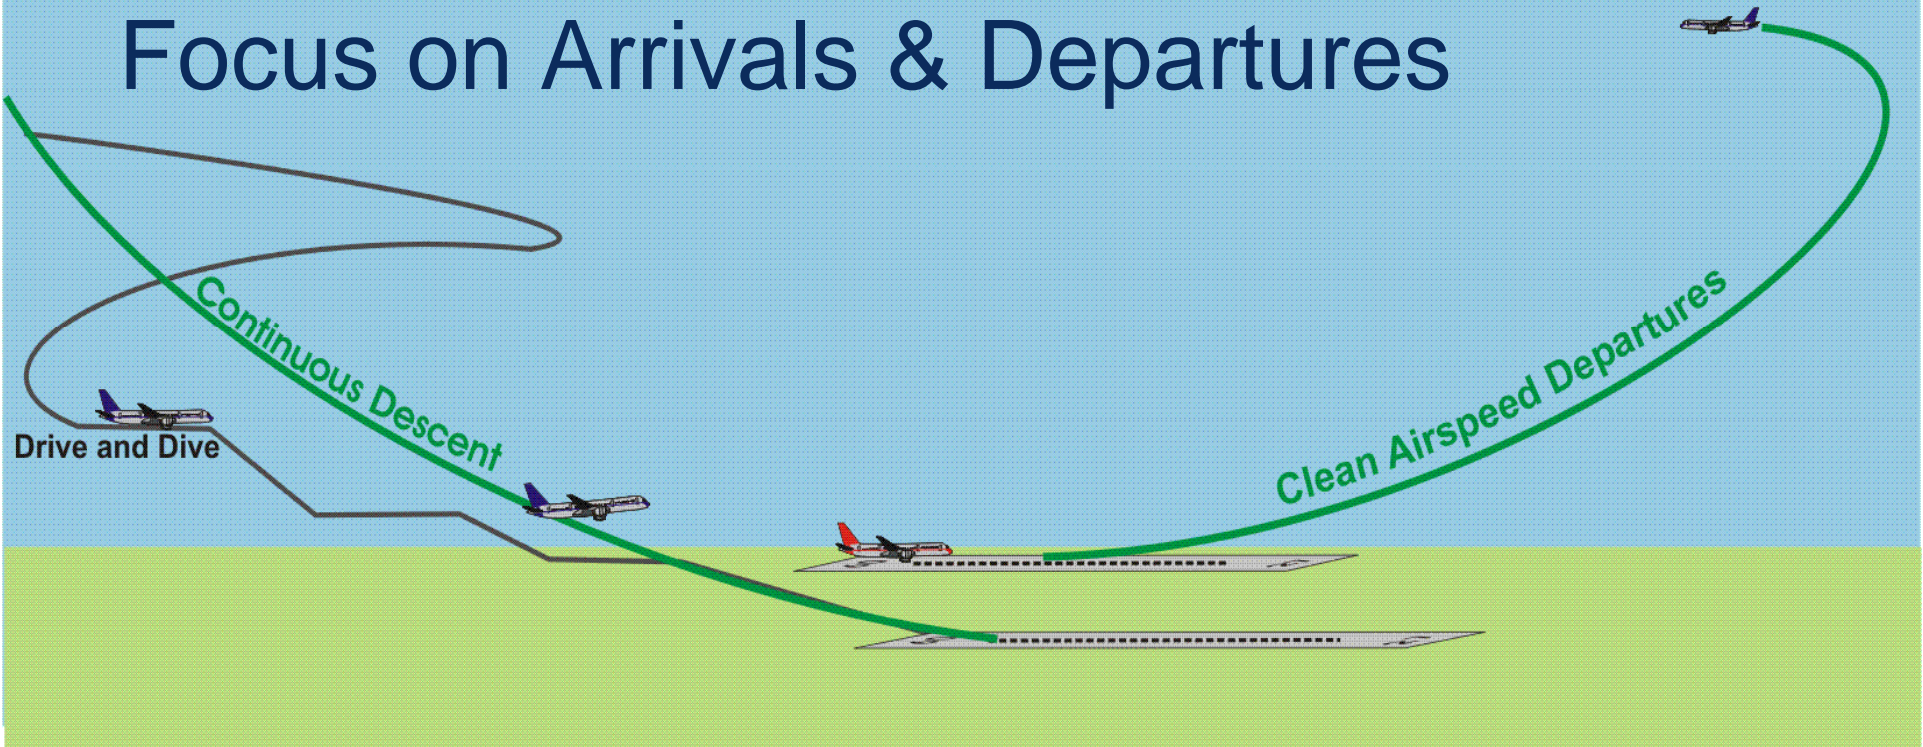 Focus on Arrivals & Departures
Continuous Descent
Drive and Dive
Clean Airspeed Departures